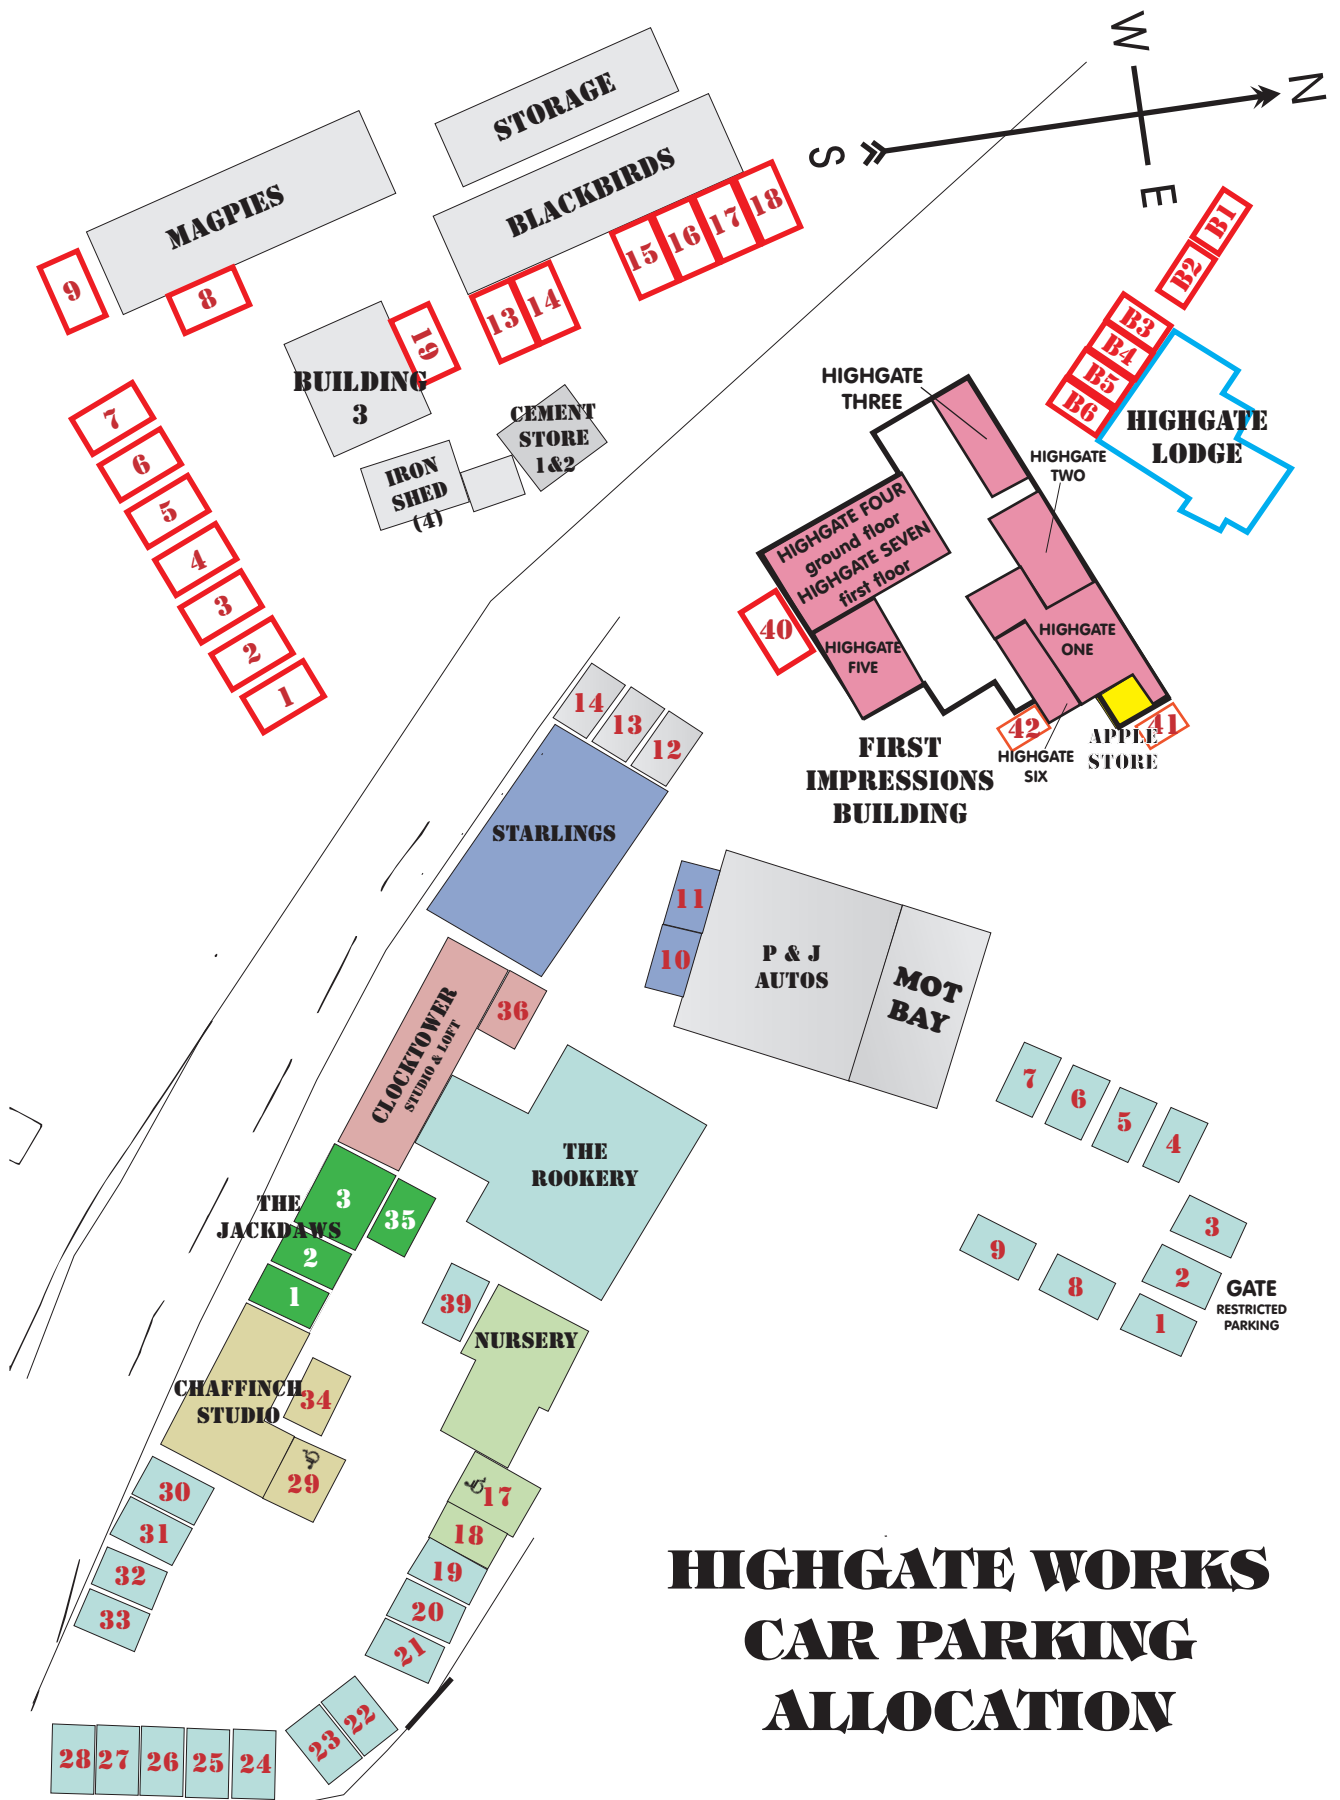 W
N
S
E
STORAGE
MAGPIES
BLACKBIRDS
9
8
15
16
17
18
13
14
19
BUILDING
3
CEMENT
STORE
1&2
IRON
SHED
(4)
7
6
5
4
3
2
1
B1
B2
B3
B4
B5
B6
HIGHGATE
LODGE
HIGHGATE
THREE
HIGHGATE
TWO
HIGHGATE FOUR
ground floor
HIGHGATE SEVEN
first floor
40
HIGHGATE
FIVE
HIGHGATE
ONE
42
41
HIGHGATE
SIX
APPLE
STORE
FIRST
IMPRESSIONS
BUILDING
14
13
12
STARLINGS
11
10
P & J
AUTOS
MOT
BAY
CLOCKTOWER
STUDIO & LOFT
36
THE
ROOKERY
7
6
5
4
3
2
1
9
8
GATE
RESTRICTED
PARKING
THE
JACKDAWS
3
2
1
35
39
NURSERY
CHAFFINCH
STUDIO
34
29
17
18
19
20
21
30
31
32
33
22
23
28
27
26
25
24
HIGHGATE WORKS
CAR PARKING
ALLOCATION